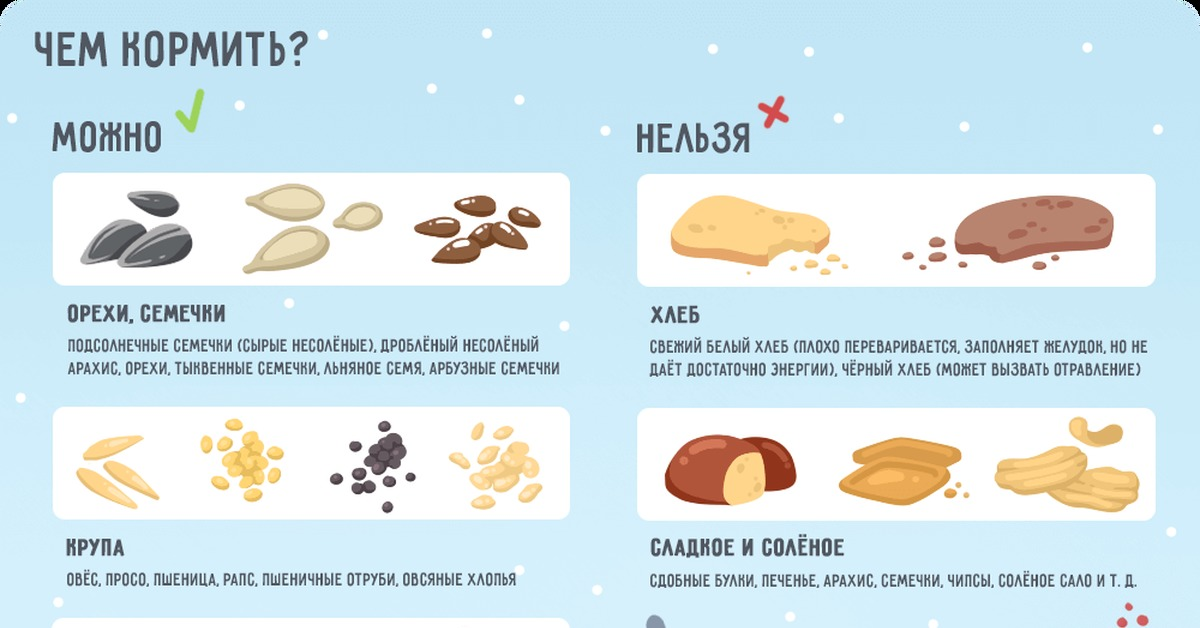 ЧЕМ КОРМИТЬ?
МОЖНО
ОРЕХИ, СЕМЕЧКИ
ПОДСОЛНЕЧНЫЕ СЕМЕЧКИ (СЫРЫЕ НЕСОЛЁНЫЕ), ДРОБЛЁНЫЙ НЕСОЛЁНЫЙ
АРАХИС, ОРЕХИ, ТЫКВЕННЫЕ СЕМЕЧКИ, ЛЬНЯНОЕ СЕМЯ, АРБУЗНЫЕ СЕМЕЧКИ
КРУПА
ОВЁС, ПРОСО, ПШЕНИЦА, РАПС, ПШЕНИЧНЫЕ ОТРУБИ, ОВСЯНЫЕ ХЛОПЬЯ
НЕЛЬЗЯ
ХЛЕБ
СВЕЖИЙ БЕЛЫЙ ХЛЕБ (ПЛОХО ПЕРЕВАРИВАЕТСЯ, ЗАПОЛНЯЕТ ЖЕЛУДОК, НО НЕ
ДАЁТ ДОСТАТОЧНО ЭНЕРГИИ), ЧЁРНЫЙ ХЛЕБ (МОЖЕТ ВЫЗВАТЬ ОТРАВЛЕНИЕ)
СЛАДКОЕ И СОЛЁНОЕ
СДОБНЫЕ БУЛКИ, ПЕЧЕНЬЕ, АРАХИС, СЕМЕЧКИ, ЧИПСЫ, СОЛЁНОЕ САЛО И Т. Д.